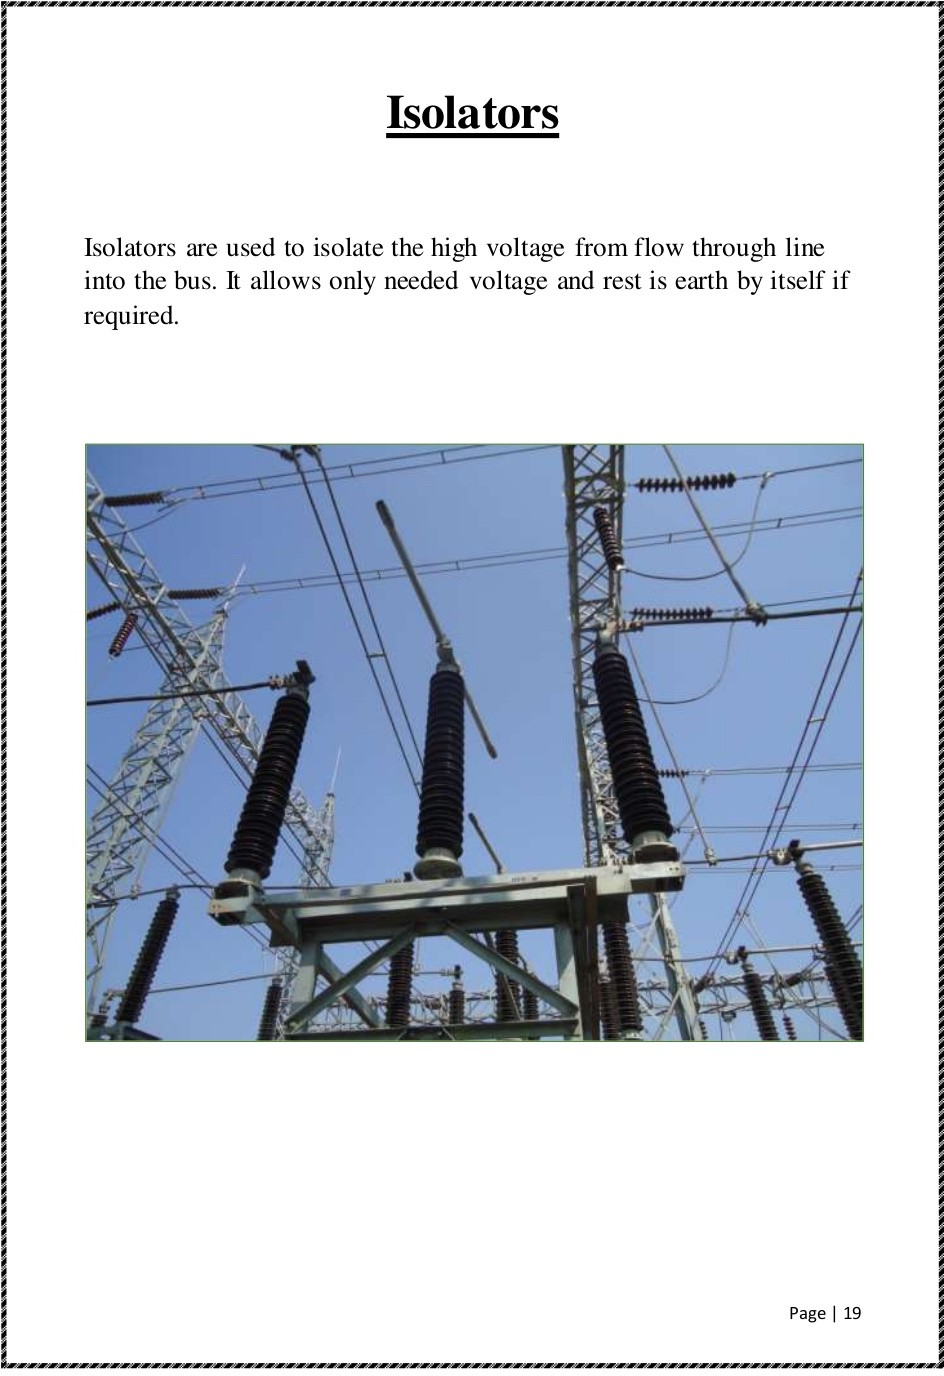 Isolators
Isolators are used to isolate the high voltage from flow through line
into the bus. It allows only needed voltage and rest is earth by itself if
required.
Page | 19